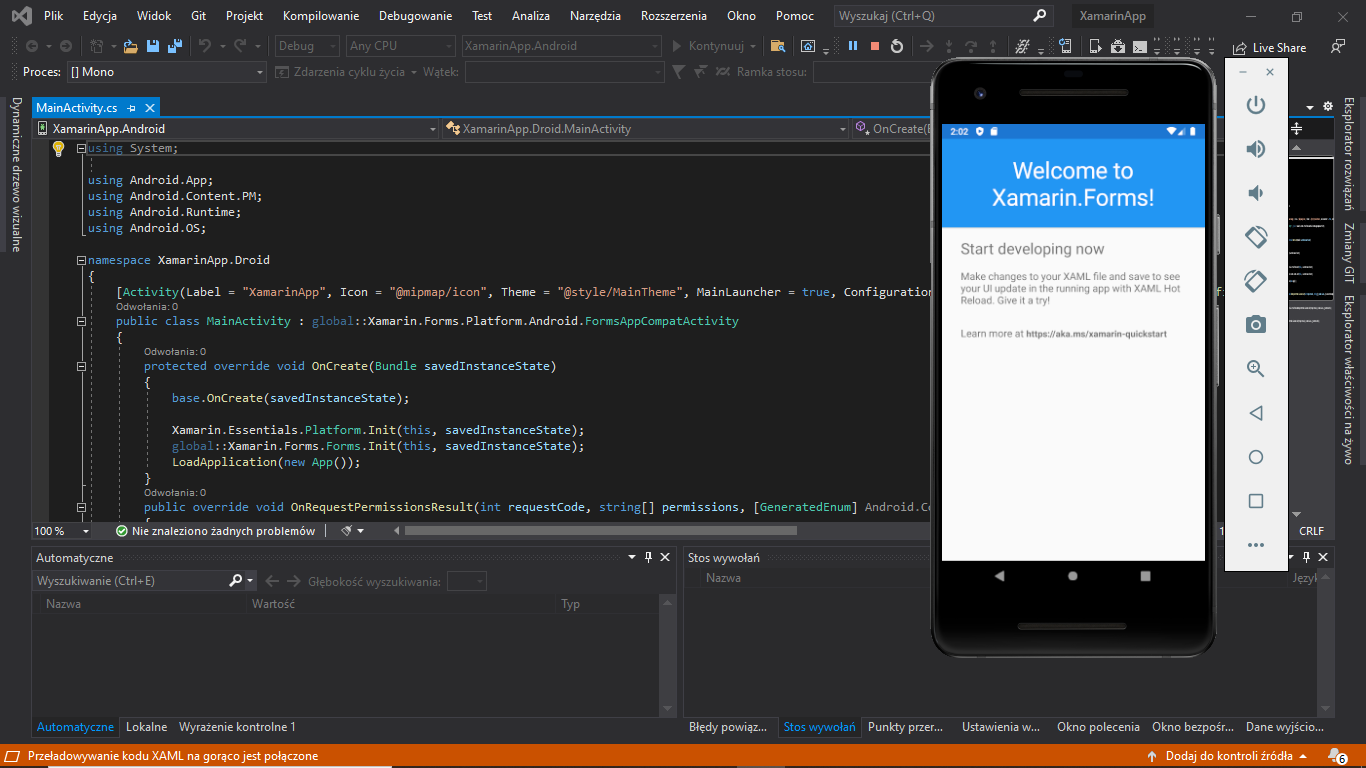 Plik Edycja Widok Git Projekt Kompilowanie Debugowanie Test Analiza Narzędzia Rozszerzenia Okno Pomoc Wyszukaj (Ctrl+Q) XamarinApp
Debug Any CPU XamarinApp.Android Kontynuuj Live Share
Proces: [] Mono Zdarzenia cyklu życia Wątek: Ramka stosu:
Dynamiczne drzewo wizualne
MainActivity.cs
XamarinApp.Android XamarinApp.Droid.MainActivity OnCreate(
using System;
using Android.App;
using Android.Content.PM;
using Android.Runtime;
using Android.OS;
namespace XamarinApp.Droid
{
[Activity(Label = "XamarinApp", Icon = "@mipmap/icon", Theme = "@style/MainTheme", MainLauncher = true, Configuration
Odwołania: 0
public class MainActivity : global::Xamarin.Forms.Platform.Android.FormsAppCompatActivity
{
Odwołania: 0
protected override void OnCreate(Bundle savedInstanceState)
{
base.OnCreate(savedInstanceState);
Xamarin.Essentials.Platform.Init(this, savedInstanceState);
global::Xamarin.Forms.Forms.Init(this, savedInstanceState);
LoadApplication(new App());
}
Odwołania: 0
public override void OnRequestPermissionsResult(int requestCode, string[] permissions, [GeneratedEnum] Android.Co
{
100 % Nie znaleziono żadnych problemów CRLF
2:02
Welcome to
Xamarin.Forms!
Start developing now
Make changes to your XAML file and save to see
your UI update in the running app with XAML Hot
Reload. Give it a try!
Learn more at https://aka.ms/xamarin-quickstart
Eksplorator rozwiązań
Zmiany GIT
Eksplorator właściwości na żywo
Automatyczne
Wyszukiwanie (Ctrl+E) Głębokość wyszukiwania:
Nazwa Wartość Typ
Automatyczne Lokalne Wyrażenie kontrolne 1
Stos wywołań
Nazwa Język
Błędy powiąz... Stos wywołań Punkty przer... Ustawienia w... Okno polecenia Okno bezpośr... Dane wyjścio...
Przeładowywanie kodu XAML na gorąco jest połączone Dodaj do kontroli źródła 6